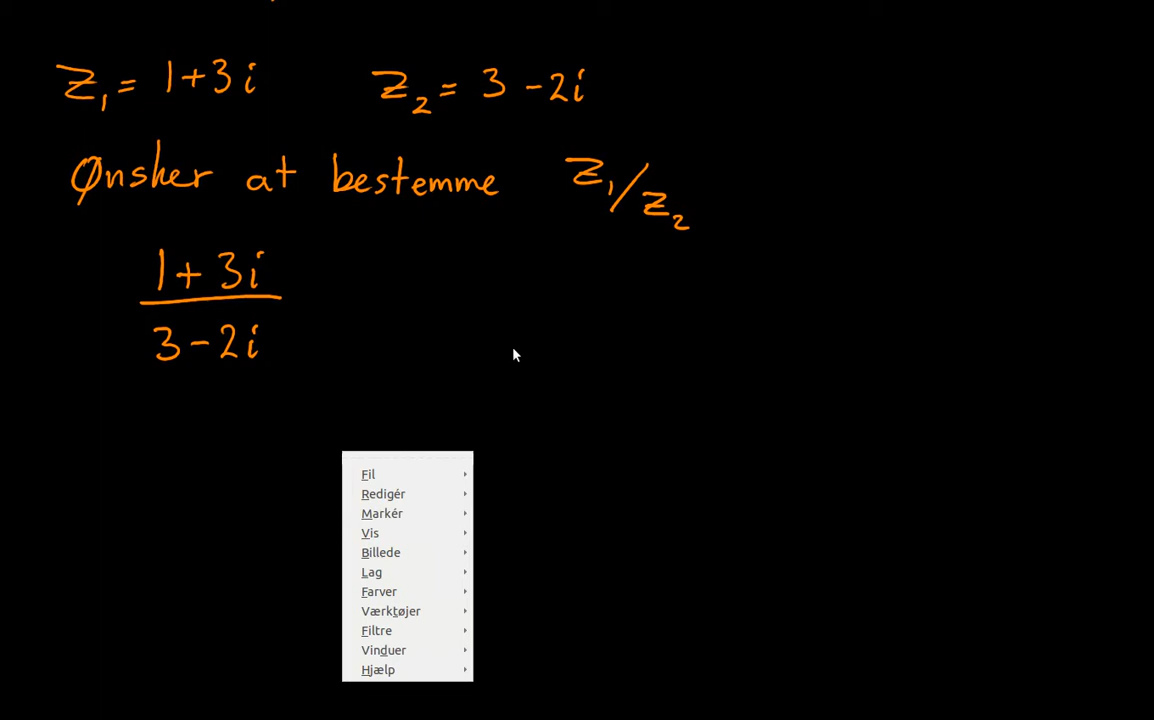 Z₁ = 1+3i Z₂ = 3-2i
Ønsker at bestemme Z₁/Z₂
1+3i
3-2i
Fil
Redigér
Markér
Vis
Billede
Lag
Farver
Værktøjer
Filtre
Vinduer
Hjælp